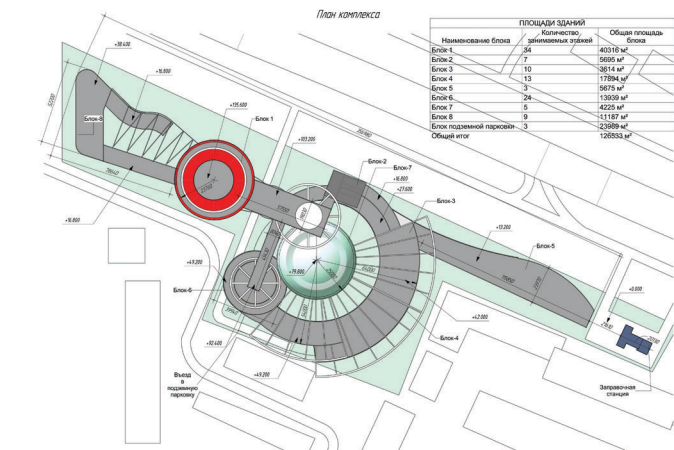 План комплекса
ПЛОЩАДИ ЗДАНИЙ
Наименование блока Количество занимаемых этажей Общая площадь блока
Блок 1 34 40316 м²
Блок 2 7 5695 м²
Блок 3 10 3614 м²
Блок 4 13 17894 м²
Блок 5 3 5675 м²
Блок 6 24 13939 м²
Блок 7 5 4225 м²
Блок 8 9 11187 м²
Блок подземной парковки 3 23989 м²
Общий итог 126533 м²
+38.400
+16.800
+135.600
Блок-8
Блок 1
+103.200
Блок-2
Блок-7
+16.800
+27.600
Блок-3
+13.200
Блок-5
+16.800
+49.200
Блок-6
+79.800
+0.000
+42.000
Блок-4
+92.400
+49.200
Въезд
в
подземную
парковку
Заправочная
станция